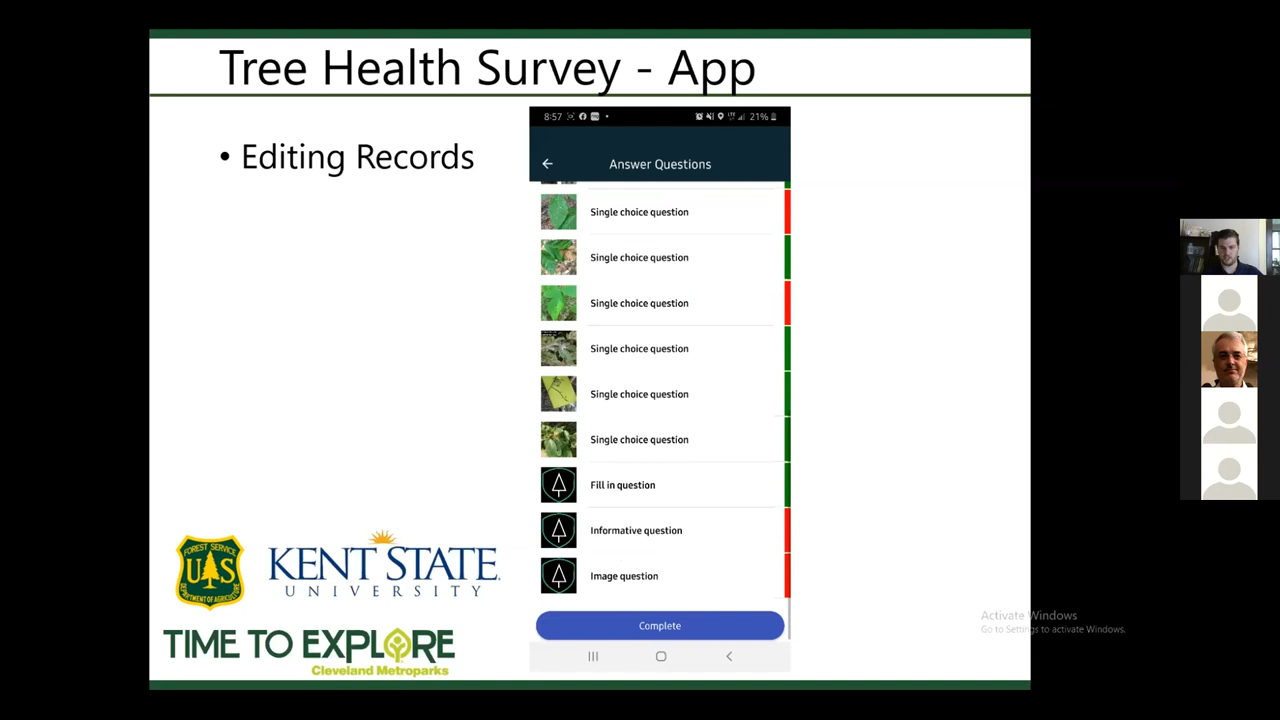 Tree Health Survey - App
• Editing Records
8:57
21%
Answer Questions
Single choice question
Single choice question
Single choice question
Single choice question
Single choice question
Single choice question
Fill in question
Informative question
Image question
Complete
FOREST SERVICE
U S
DEPARTMENT OF AGRICULTURE
KENT STATE
UNIVERSITY
TIME TO EXPLORE
Cleveland Metroparks
Activate Windows
Go to Settings to activate Windows.